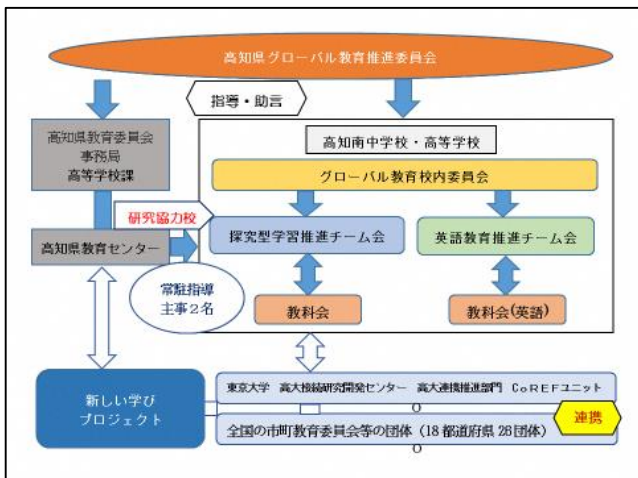 高知県グローバル教育推進委員会
指導・助言
高知県教育委員会
事務局
高等学校課
高知南中学校・高等学校
グローバル教育校内委員会
研究協力校
探究型学習推進チーム会
英語教育推進チーム会
高知県教育センター
常駐指導
主事２名
教科会
教科会(英語)
新しい学び
プロジェクト
東京大学 高大接続研究開発センター 高大連携推進部門 CoREFユニット
連携
全国の市町教育委員会等の団体（18都道府県28団体）